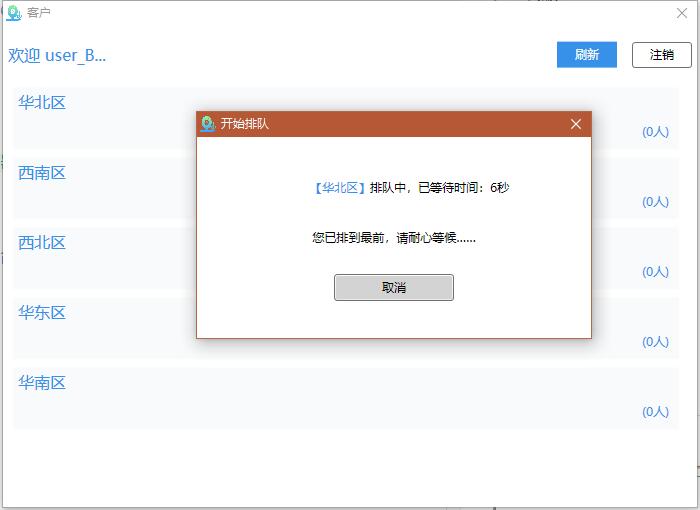 客户
欢迎 user_B...
刷新
注销
华北区
(0人)
西南区
(0人)
西北区
(0人)
华东区
(0人)
华南区
(0人)
开始排队
【华北区】排队中，已等待时间：6秒
您已排到最前，请耐心等候......
取消